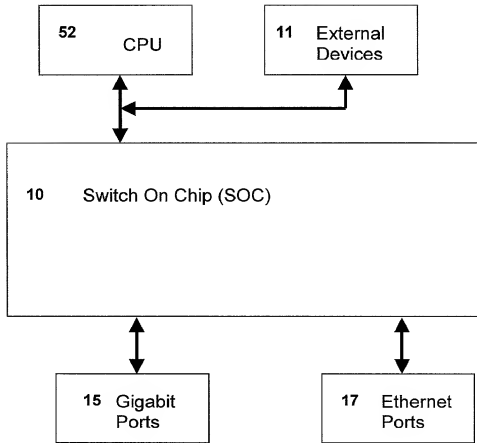 52 CPU
11 External
Devices
10 Switch On Chip (SOC)
15 Gigabit
Ports
17 Ethernet
Ports